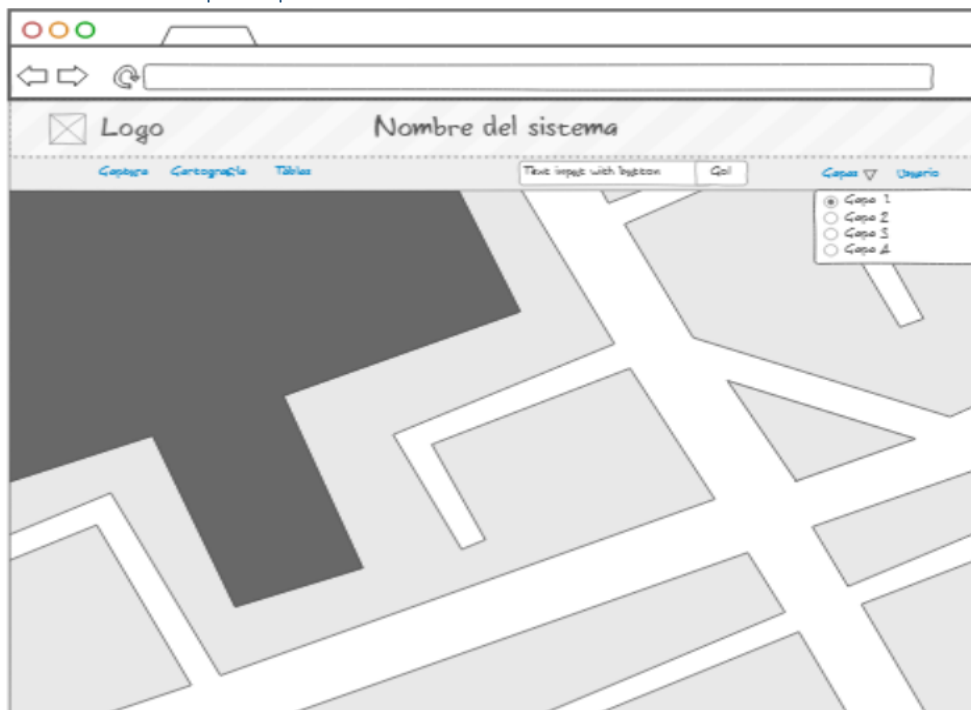 Logo
Nombre del sistema
Captura Cartografía Tablas
Text input with button Go!
Capas Usuario
Capa 1
Capa 2
Capa 3
Capa 4